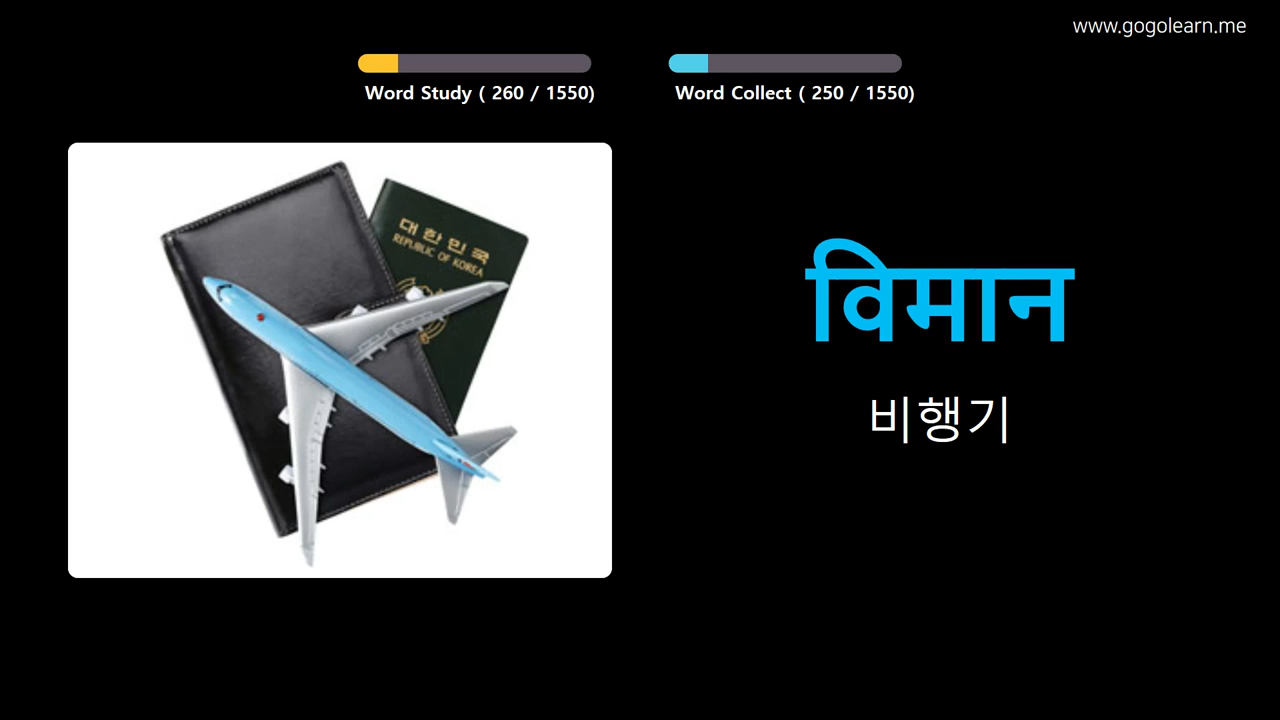 www.gogolearn.me
Word Study ( 260 / 1550)
Word Collect ( 250 / 1550)
대한민국
REPUBLIC OF KOREA
विमान
비행기